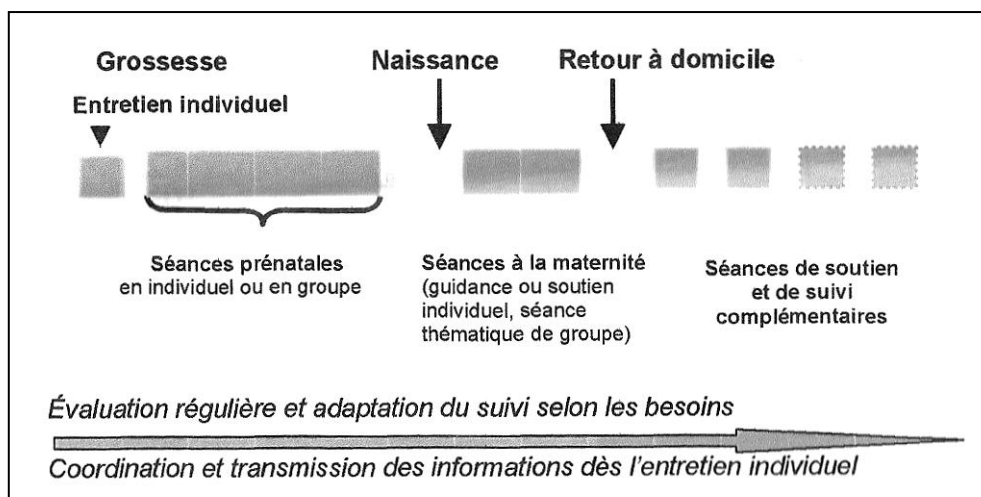 Grossesse
Naissance
Retour à domicile
Entretien individuel
Séances prénatales
en individuel ou en groupe
Séances à la maternité
(guidance ou soutien
individuel, séance
thématique de groupe)
Séances de soutien
et de suivi
complémentaires
Évaluation régulière et adaptation du suivi selon les besoins
Coordination et transmission des informations dès l'entretien individuel